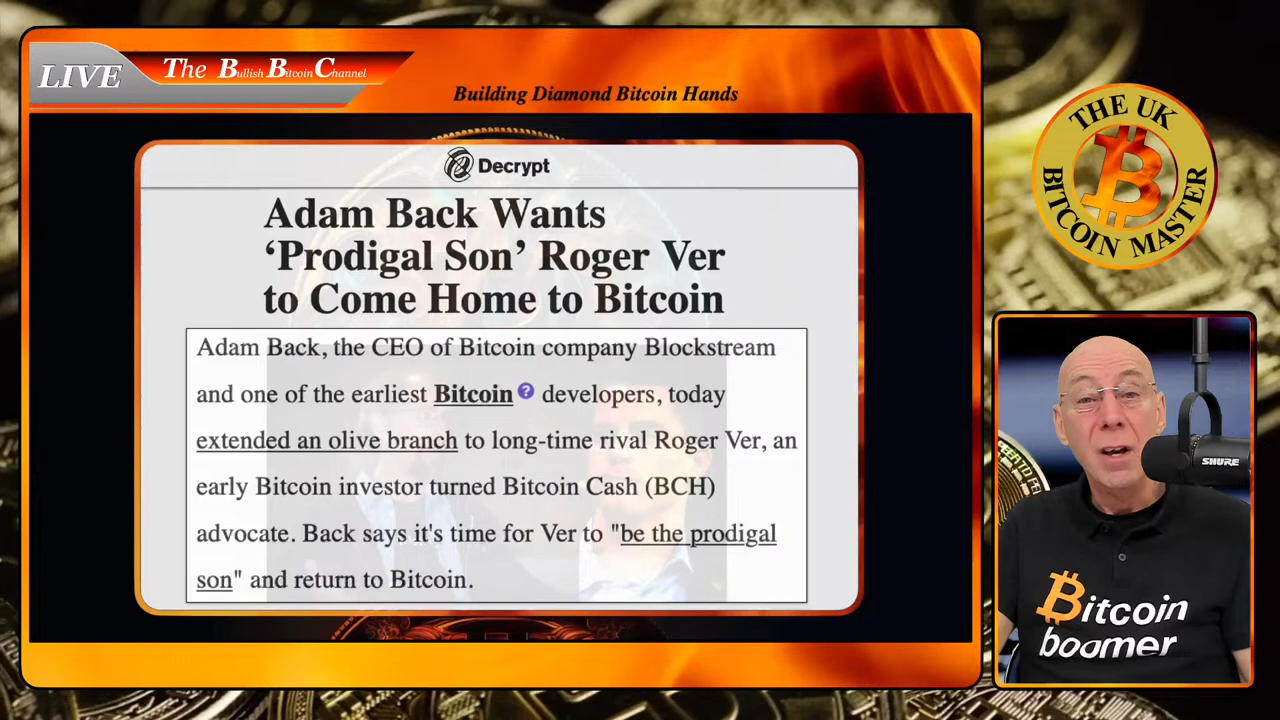 LIVE
The Bullish Bitcoin Channel
Building Diamond Bitcoin Hands
Decrypt
Adam Back Wants
‘Prodigal Son’ Roger Ver
to Come Home to Bitcoin
Adam Back, the CEO of Bitcoin company Blockstream
and one of the earliest Bitcoin ? developers, today
extended an olive branch to long-time rival Roger Ver, an
early Bitcoin investor turned Bitcoin Cash (BCH)
advocate. Back says it's time for Ver to "be the prodigal
son" and return to Bitcoin.
THE UK
BITCOIN MASTER
SHURE
Bitcoin
boomer